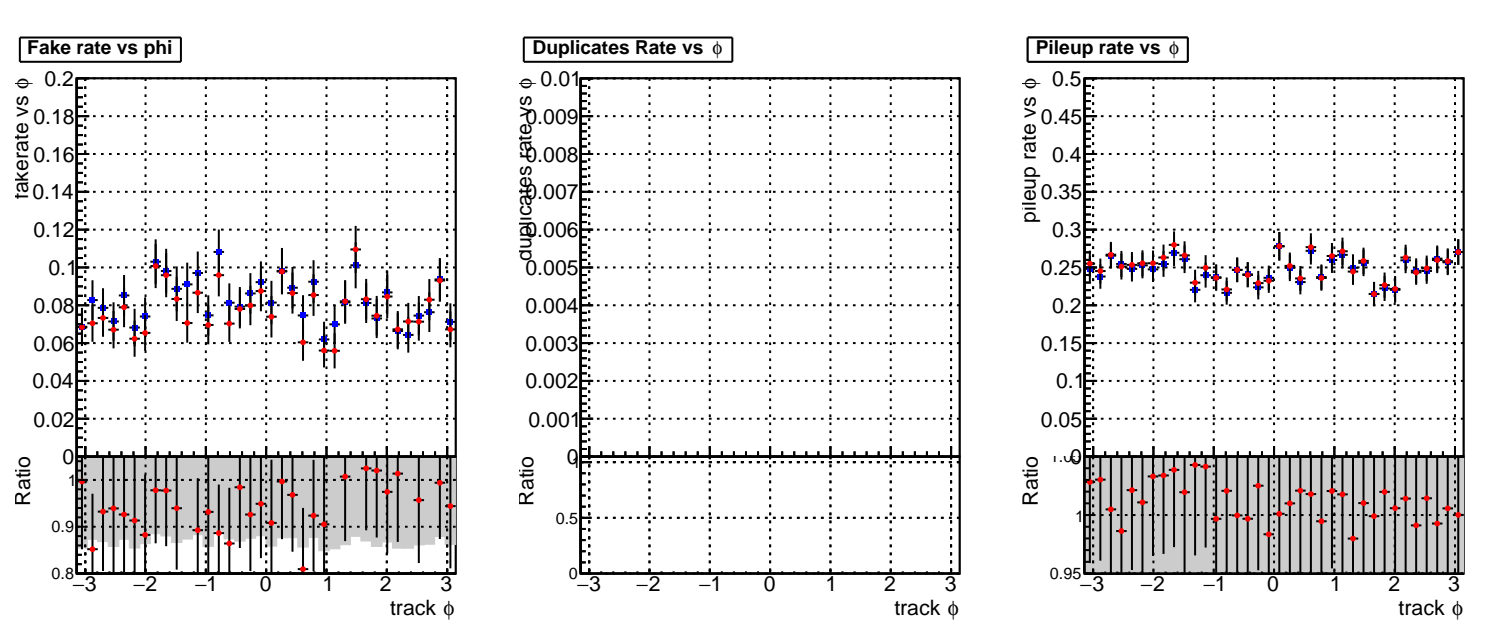 Fake rate vs phi
fakerate vs ϕ
0.2
0.18
0.16
0.14
0.12
0.1
0.08
0.06
0.04
0.02
0
Ratio
1
0.9
0.8
−3 −2 −1 0 1 2 3
track ϕ
Duplicates Rate vs ϕ
duplicates rate vs ϕ
0.01
0.009
0.008
0.007
0.006
0.005
0.004
0.003
0.002
0.001
0
Ratio
0.5
0
−3 −2 −1 0 1 2 3
track ϕ
Pileup rate vs ϕ
pileup rate vs ϕ
0.5
0.45
0.4
0.35
0.3
0.25
0.2
0.15
0.1
0.05
0
Ratio
1
0.95
−3 −2 −1 0 1 2 3
track ϕ